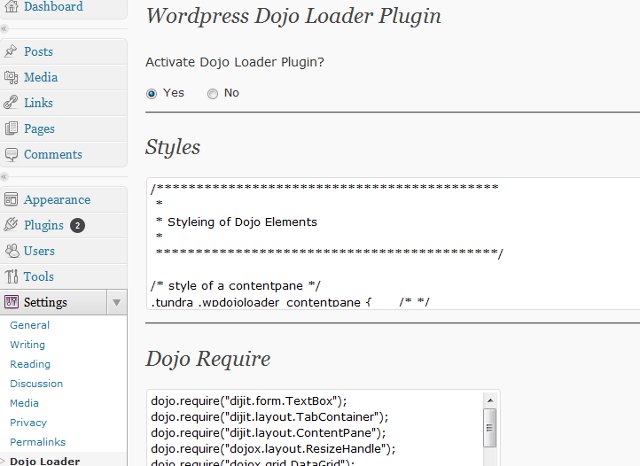 Dashboard
Posts
Media
Links
Pages
Comments
Appearance
Plugins 2
Users
Tools
Settings
General
Writing
Reading
Discussion
Media
Privacy
Permalinks
Dojo Loader
Wordpress Dojo Loader Plugin
Activate Dojo Loader Plugin?
Yes No
Styles
/*******************************************
*
* Styleing of Dojo Elements
*
*******************************************/
/* style of a contentpane */
.tundra .wpdojoloader_contentpane { /* */
Dojo Require
dojo.require("dijit.form.TextBox");
dojo.require("dijit.layout.TabContainer");
dojo.require("dijit.layout.ContentPane");
dojo.require("dojox.layout.ResizeHandle");
dojo.require("dojox.grid.DataGrid");